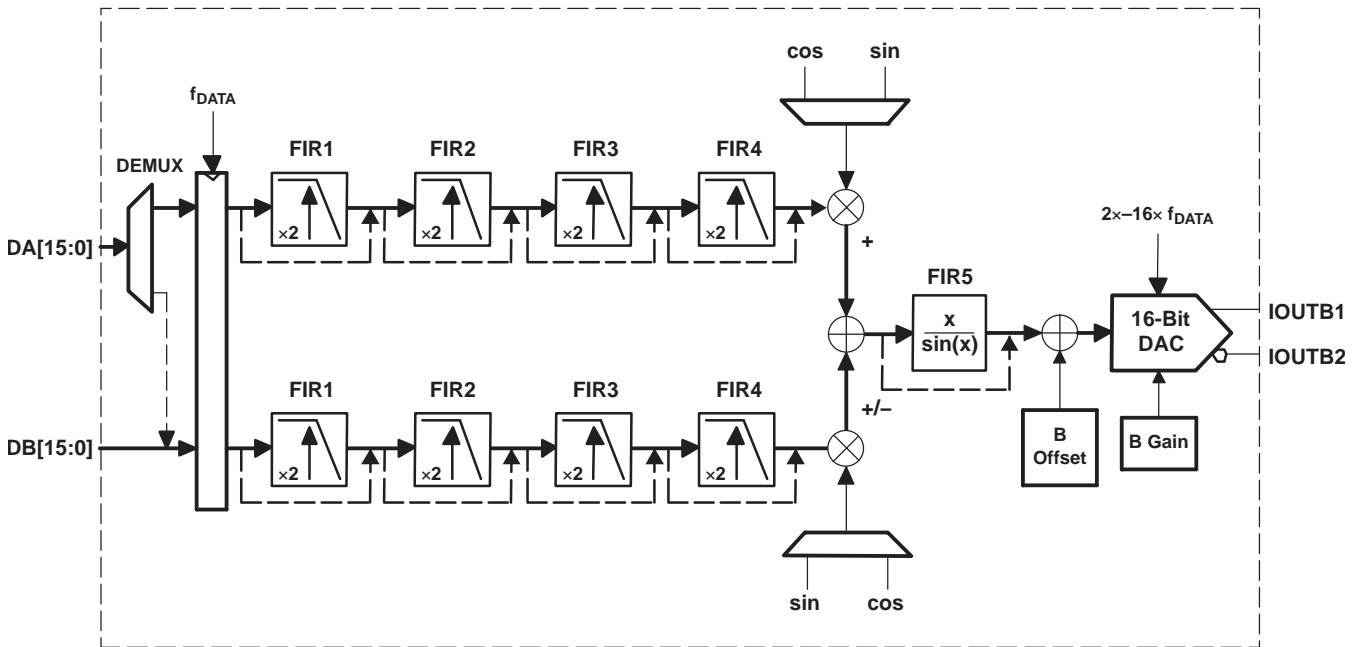 cos sin
f_DATA
DEMUX
FIR1 FIR2 FIR3 FIR4
×2 ×2 ×2 ×2
DA[15:0]
+
2×–16× f_DATA
FIR5
x
sin(x)
16-Bit
DAC
IOUTB1
IOUTB2
FIR1 FIR2 FIR3 FIR4
+/–
DB[15:0]
×2 ×2 ×2 ×2
B
Offset
B Gain
sin cos